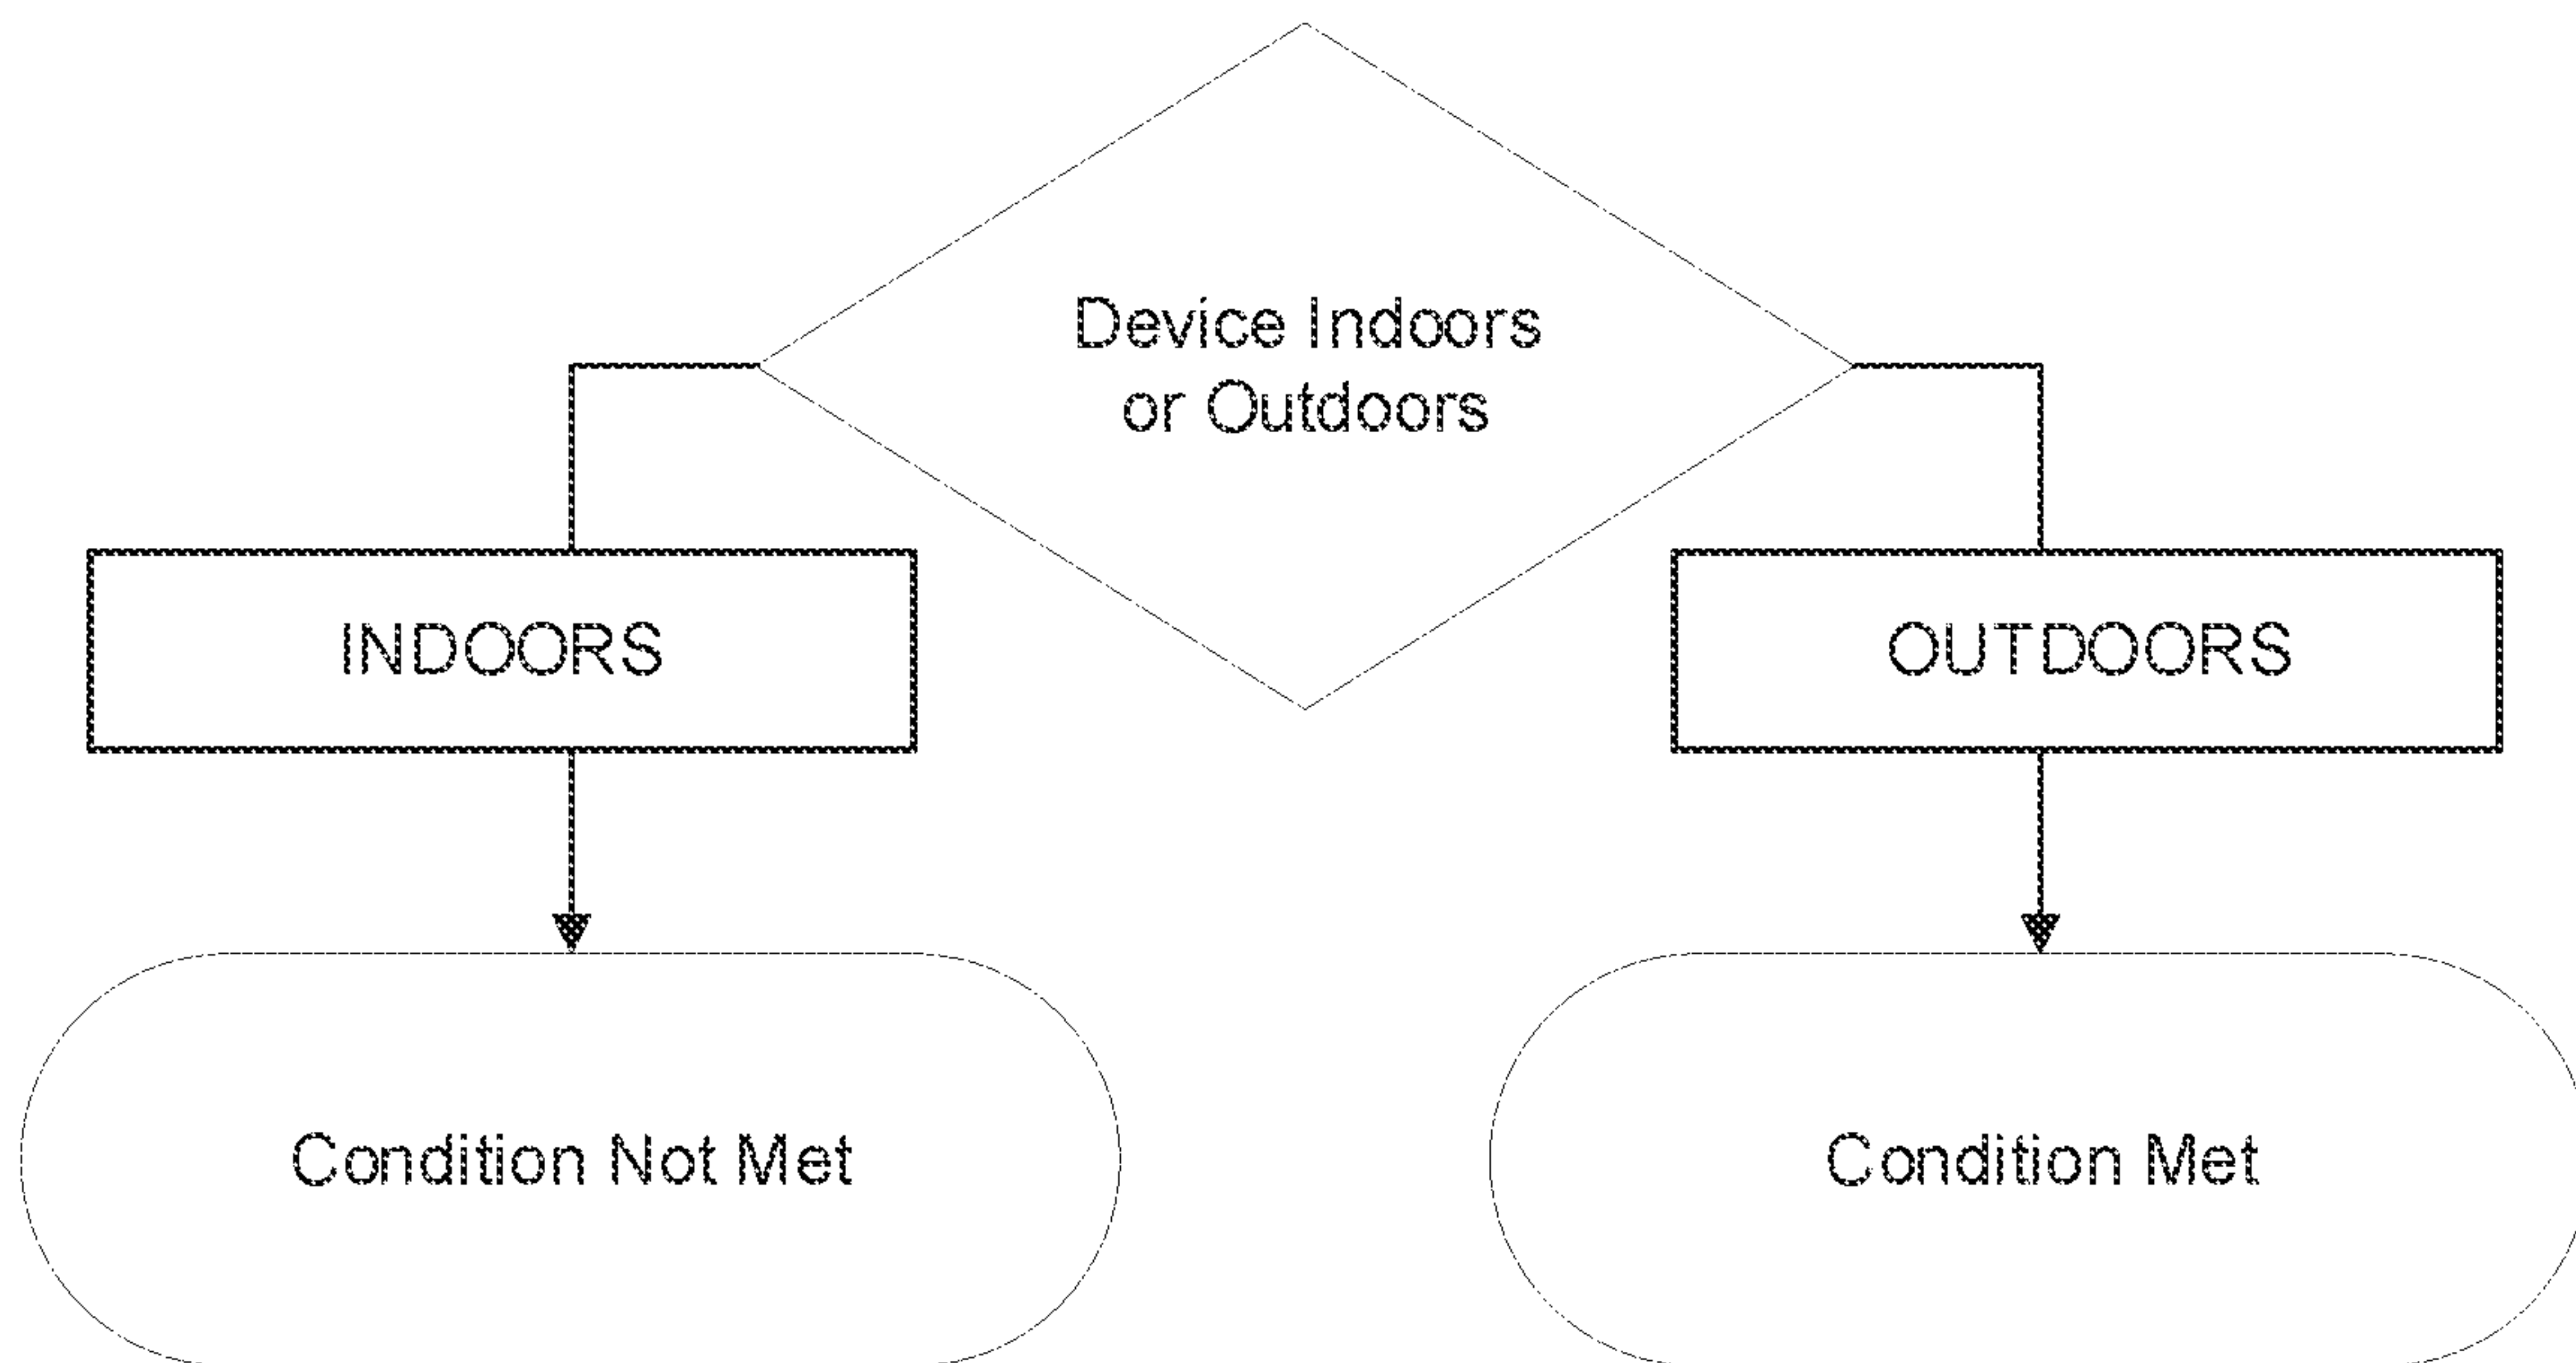 Device Indoors
or Outdoors
INDOORS
OUTDOORS
Condition Not Met
Condition Met